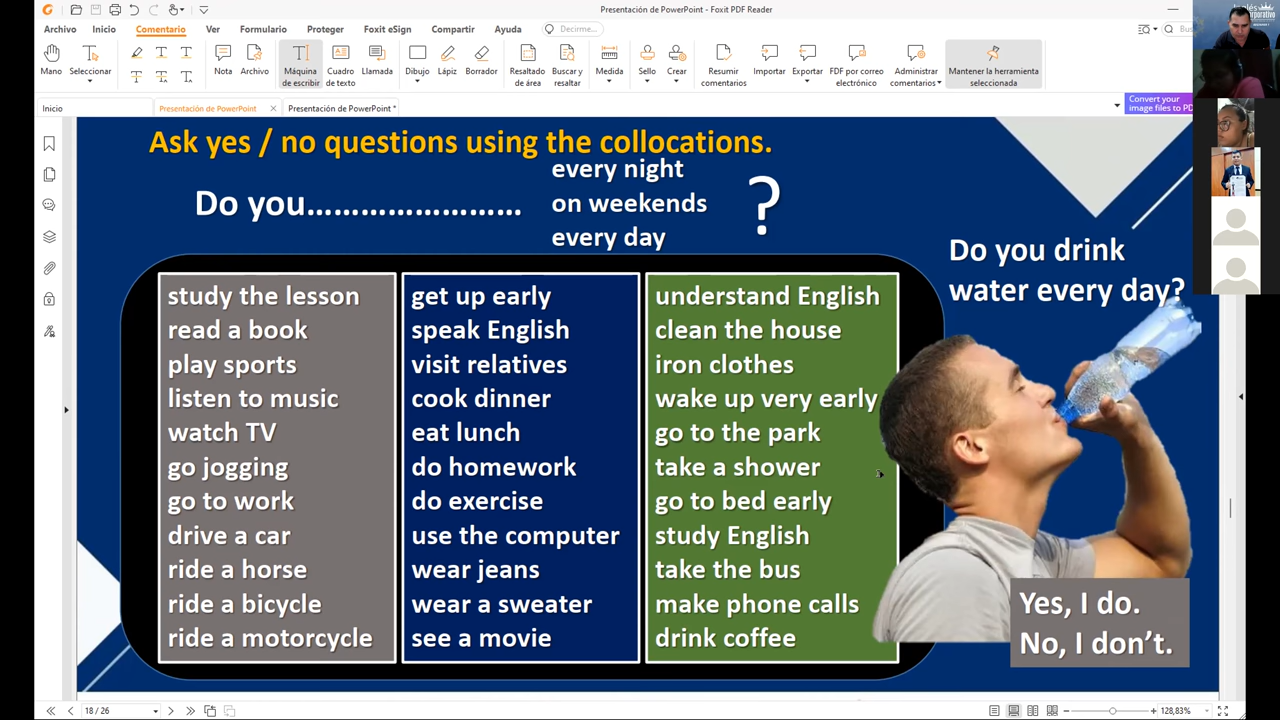 Presentación de PowerPoint - Foxit PDF Reader
Archivo Inicio Comentario Ver Formulario Protege Foxit eSign Compartir Ayuda Decirme...
Mano Seleccionar Nota Archivo Máquina de escribir Cuadro de texto Llamada Dibujo Lápiz Borrador Resaltado de área Buscar y resaltar Medida Sello Crear Resumir comentarios Importar Exportar FDF por correo electrónico Administrar comentarios Mantener la herramienta seleccionada
Inicio Presentación de PowerPoint Presentación de PowerPoint *
Convert your
image files to PD
Ask yes / no questions using the collocations.
every night
Do you…………………… on weekends ?
every day
Do you drink
water every day?
study the lesson
read a book
play sports
listen to music
watch TV
go jogging
go to work
drive a car
ride a horse
ride a bicycle
ride a motorcycle
get up early
speak English
visit relatives
cook dinner
eat lunch
do homework
do exercise
use the computer
wear jeans
wear a sweater
see a movie
understand English
clean the house
iron clothes
wake up very early
go to the park
take a shower
go to bed early
study English
take the bus
make phone calls
drink coffee
Yes, I do.
No, I don't.
18 / 26
128,83%